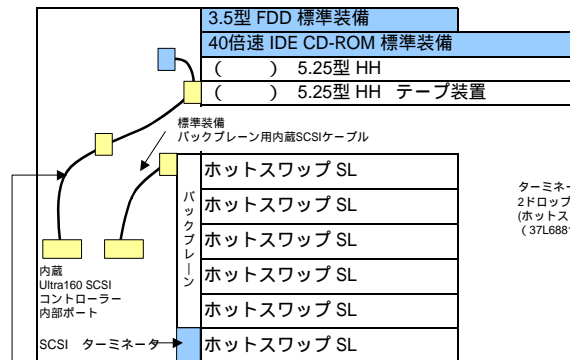 3.5型 FDD 標準装備
40倍速 IDE CD-ROM 標準装備
(　　　) 5.25型 HH
(　　　) 5.25型 HH テープ装置
標準装備
バックプレーン用内蔵SCSIケーブル
バックプレーン
ホットスワップ SL
ホットスワップ SL
ホットスワップ SL
ホットスワップ SL
ホットスワップ SL
ホットスワップ SL
内蔵
Ultra160 SCSI
コントローラー
内部ポート
SCSI ターミネータ
ターミネー
2ドロップ
(ホットス
(37L688